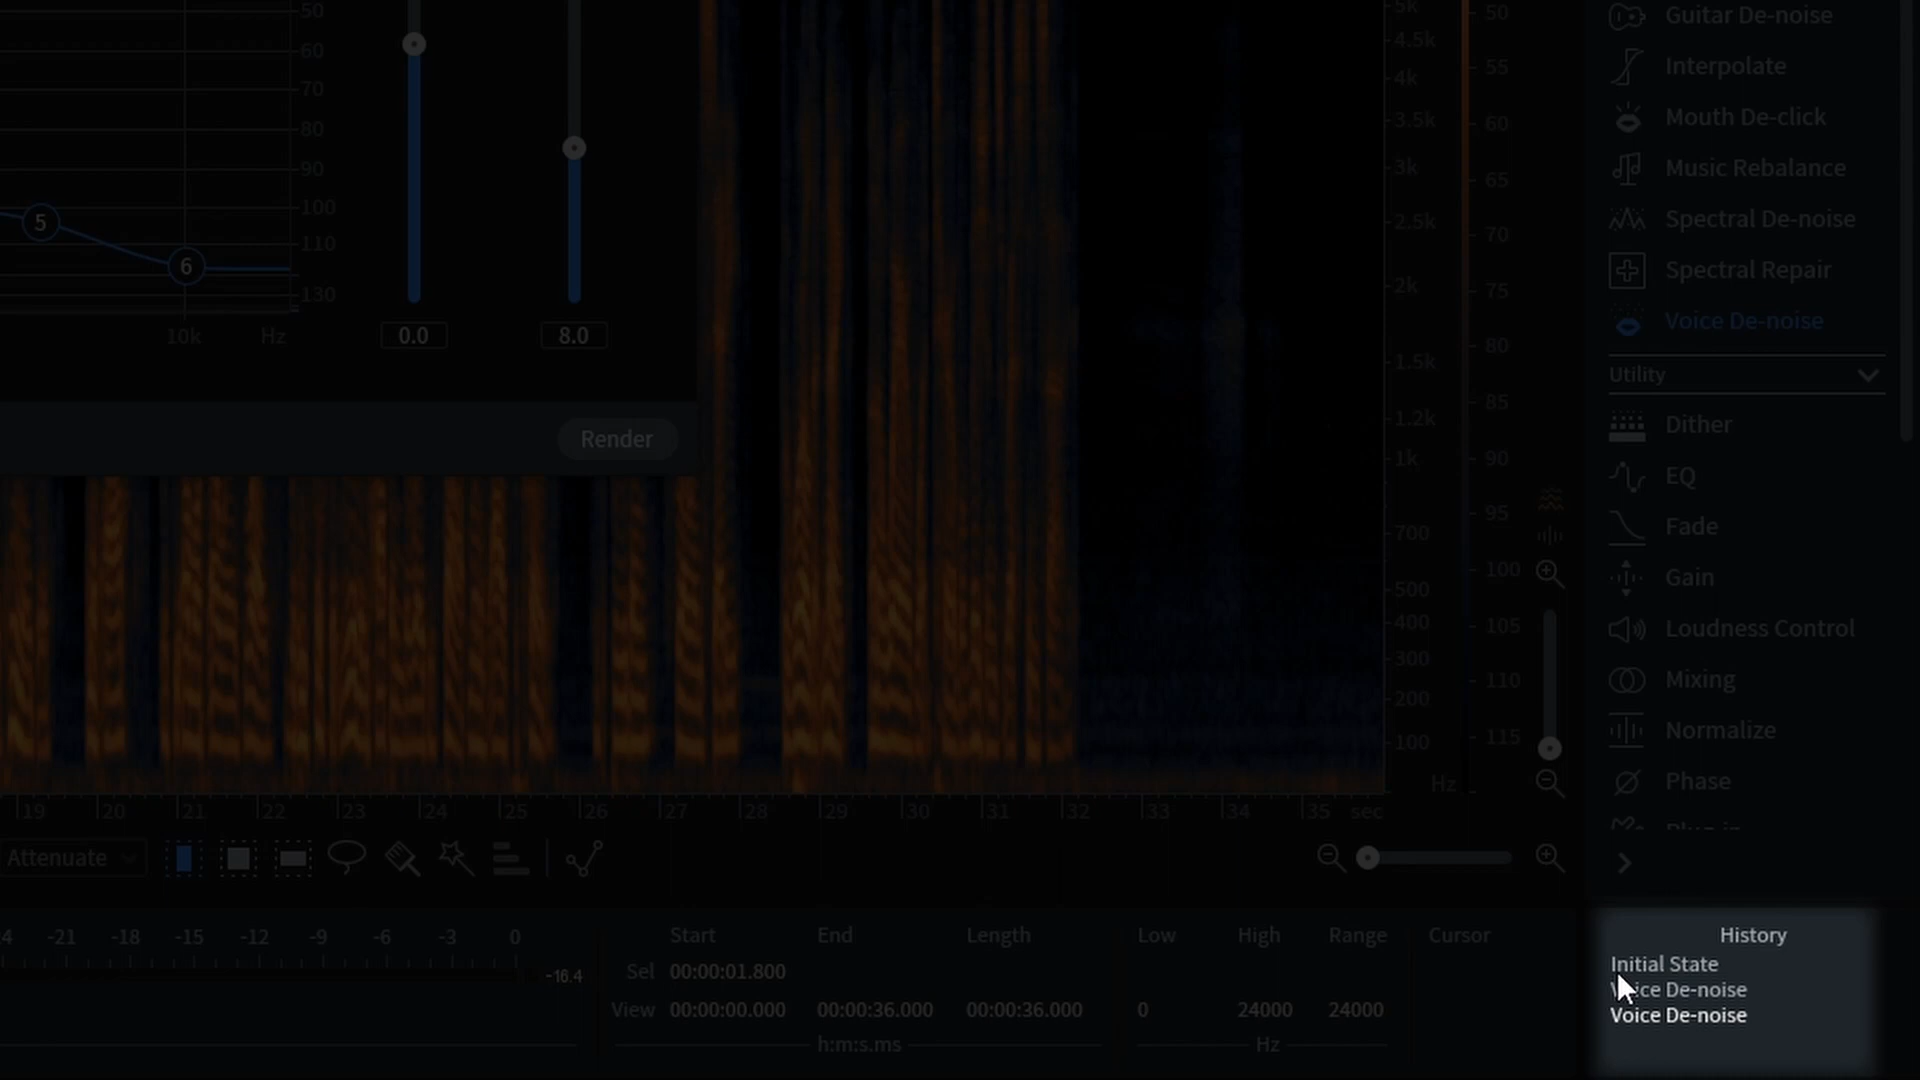 50
60
70
80
90
100
110
130
5
6
10k
Hz
0.0
8.0
Render
5k
4.5k
4k
3.5k
3k
2.5k
2k
1.5k
1.2k
1k
700
500
400
300
200
100
Hz
50
55
60
65
70
75
80
85
90
95
100
105
110
115
Guitar De-noise
Interpolate
Mouth De-click
Music Rebalance
Spectral De-noise
Spectral Repair
Voice De-noise
Utility
Dither
EQ
Fade
Gain
Loudness Control
Mixing
Normalize
Phase
19 20 21 22 23 24 25 26 27 28 29 30 31 32 33 34 35 sec
Attenuate
4 -21 -18 -15 -12 -9 -6 -3 0
-16.4
Start End Length Low High Range Cursor
Sel 00:00:01.800
View 00:00:00.000 00:00:36.000 00:00:36.000 0 24000 24000
h:m:s.ms Hz
History
Initial State
Voice De-noise
Voice De-noise